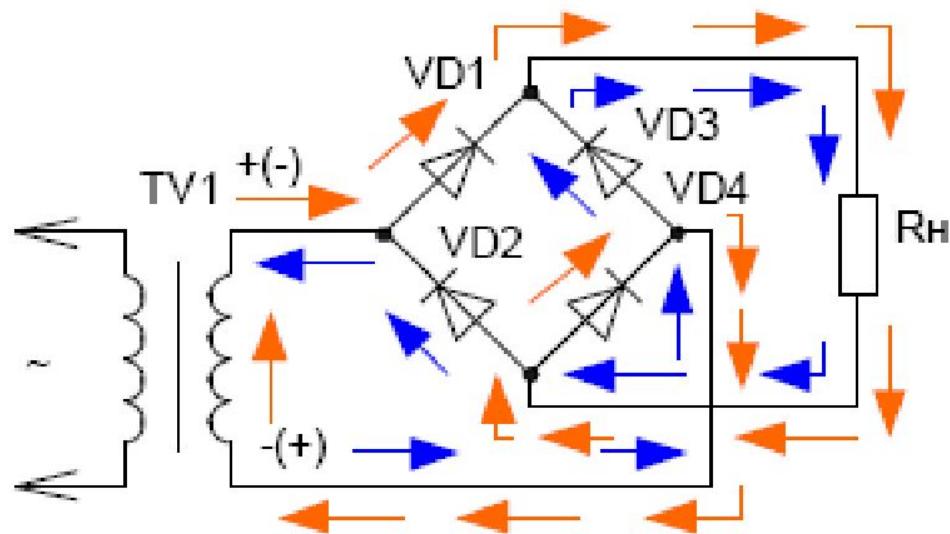 VD1
VD3
TV1
+(-)
VD4
VD2
Rн
~
-(+)